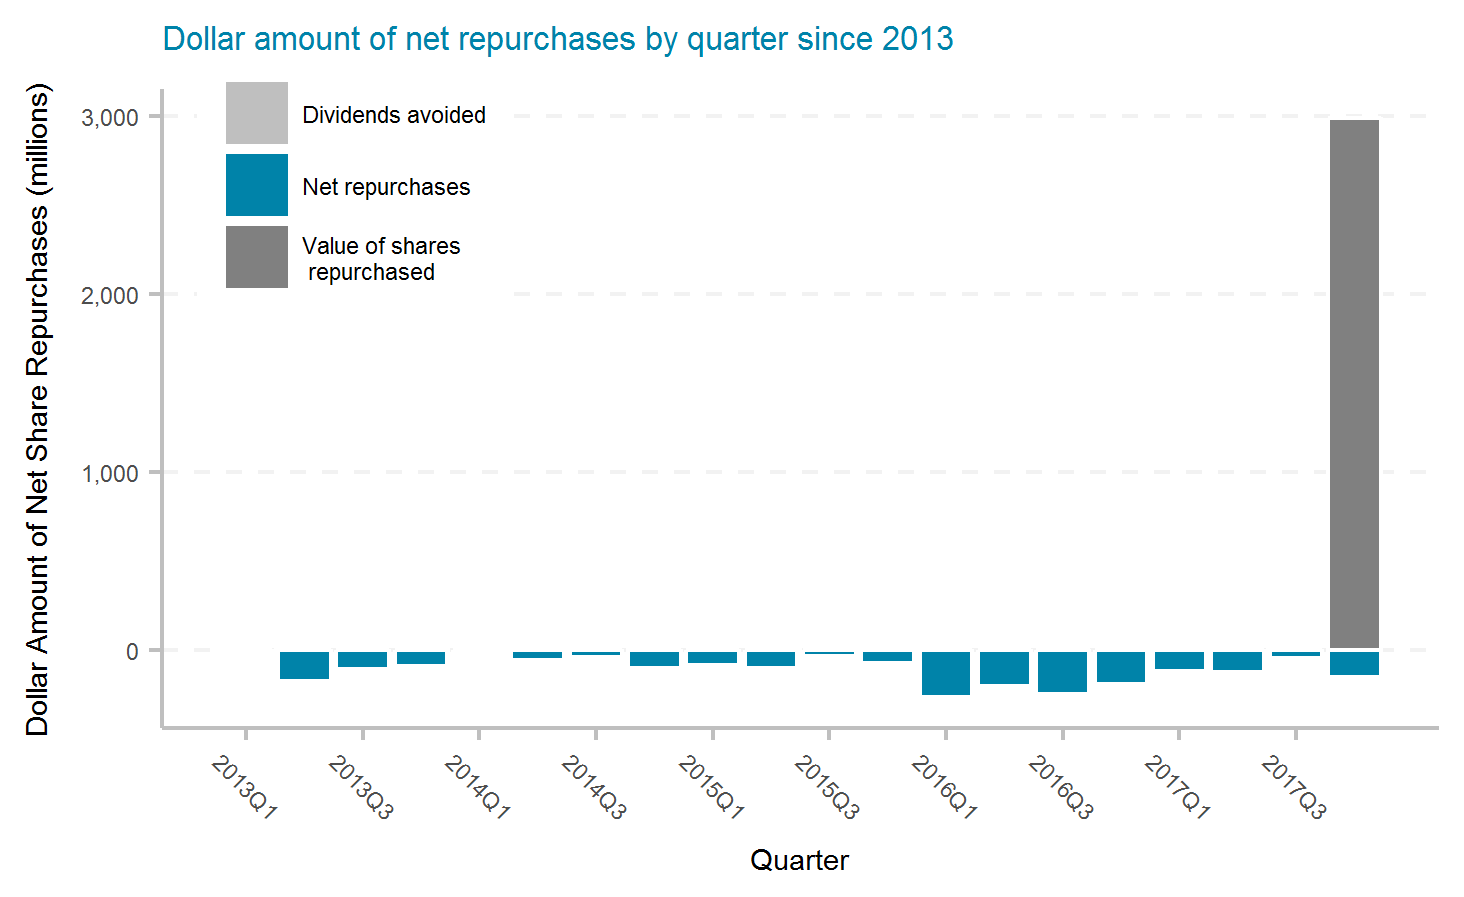 Dollar amount of net repurchases by quarter since 2013
Dollar Amount of Net Share Repurchases (millions)
3,000
2,000
1,000
0
Dividends avoided
Net repurchases
Value of shares
repurchased
2013Q1
2013Q3
2014Q1
2014Q3
2015Q1
2015Q3
2016Q1
2016Q3
2017Q1
2017Q3
Quarter